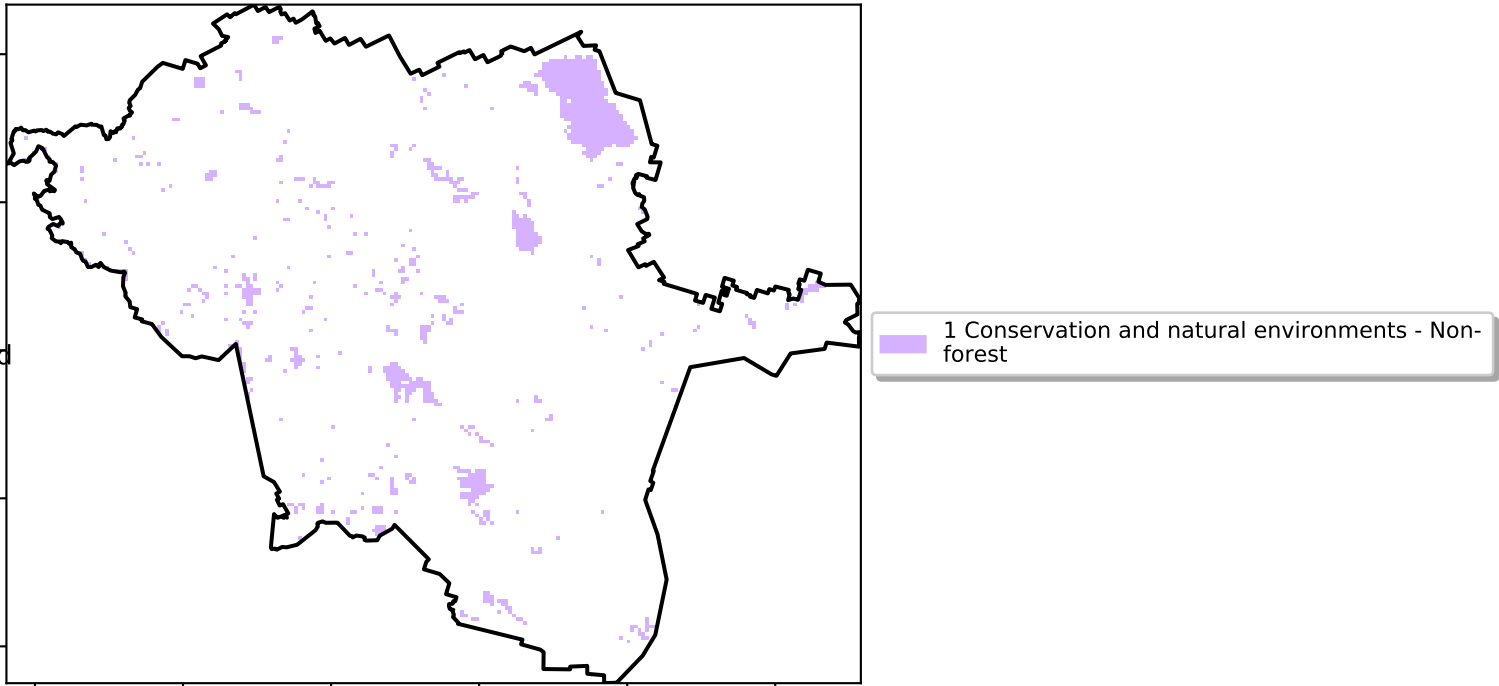 1 Conservation and natural environments - Non-
forest